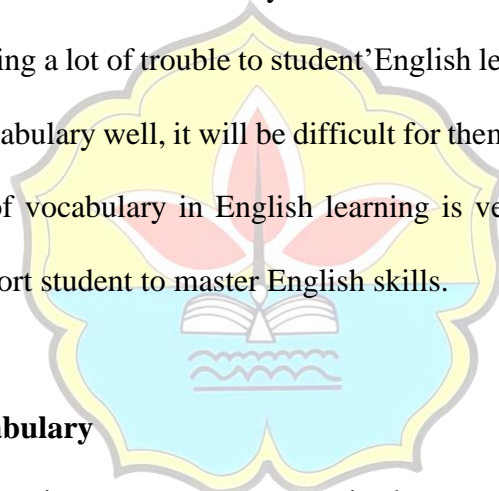 ing a lot of trouble to student’English le
abulary well, it will be difficult for them
of vocabulary in English learning is ve
ort student to master English skills.
abulary